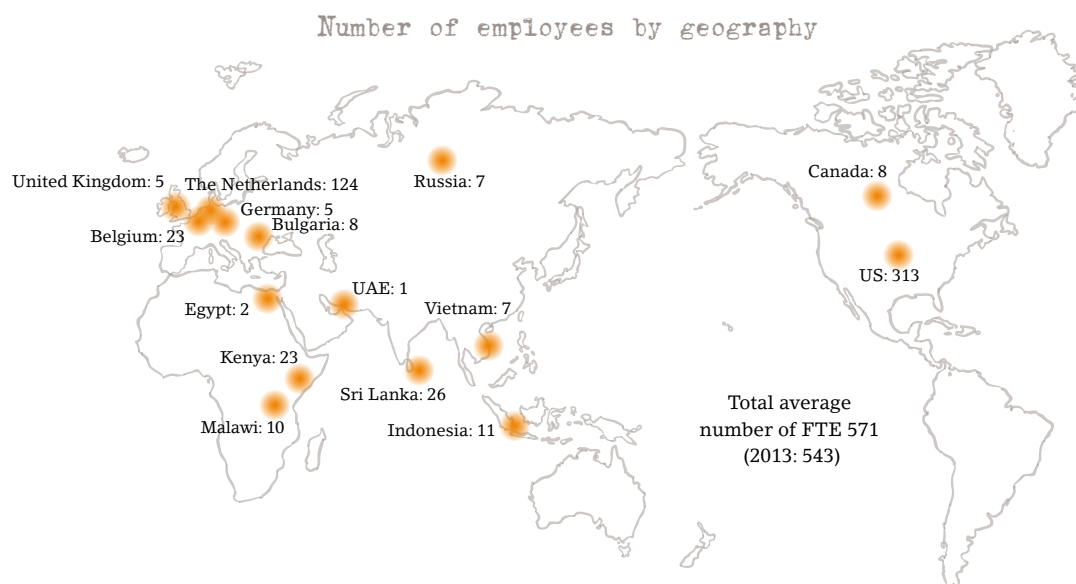 Number of employees by geography
United Kingdom: 5
The Netherlands: 124
Germany: 5
Bulgaria: 8
Belgium: 23
Russia: 7
Canada: 8
US: 313
UAE: 1
Egypt: 2
Vietnam: 7
Kenya: 23
Sri Lanka: 26
Malawi: 10
Indonesia: 11
Total average
number of FTE 571
(2013: 543)